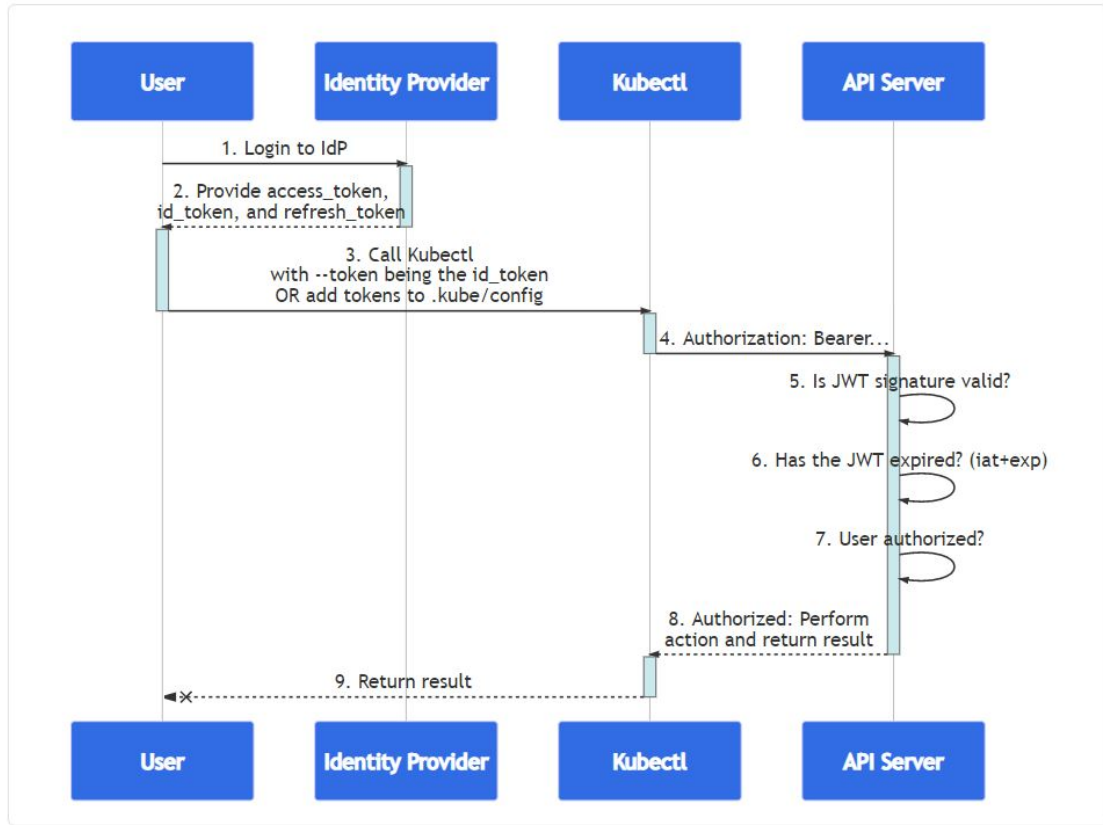 User
Identity Provider
Kubectl
API Server
1. Login to IdP
2. Provide access_token,
id_token, and refresh_token
3. Call Kubectl
with --token being the id_token
OR add tokens to .kube/config
4. Authorization: Bearer...
5. Is JWT signature valid?
6. Has the JWT expired? (iat+exp)
7. User authorized?
8. Authorized: Perform
action and return result
9. Return result
User
Identity Provider
Kubectl
API Server